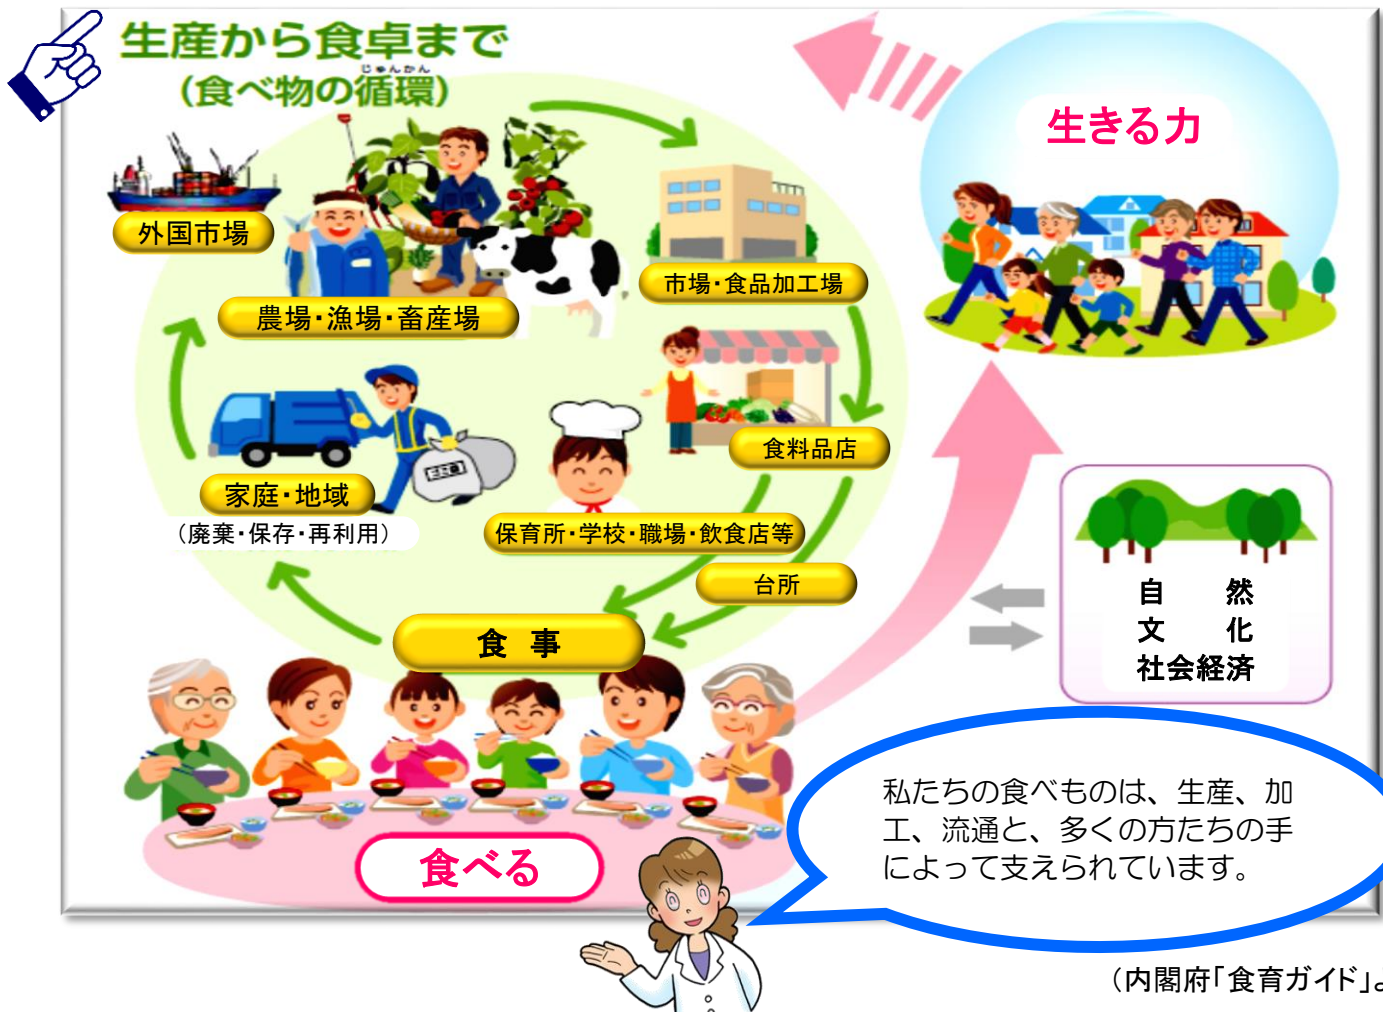 生産から食卓まで
じゅんかん
(食べ物の循環)
生きる力
外国市場
農場・漁場・畜産場
市場・食品加工場
食料品店
家庭・地域
(廃棄・保存・再利用)
保育所・学校・職場・飲食店等
台所
食 事
自 然
文 化
社会経済
食べる
私たちの食べものは、生産、加
工、流通と、多くの方たちの手
によって支えられています。
(内閣府「食育ガイド」よ